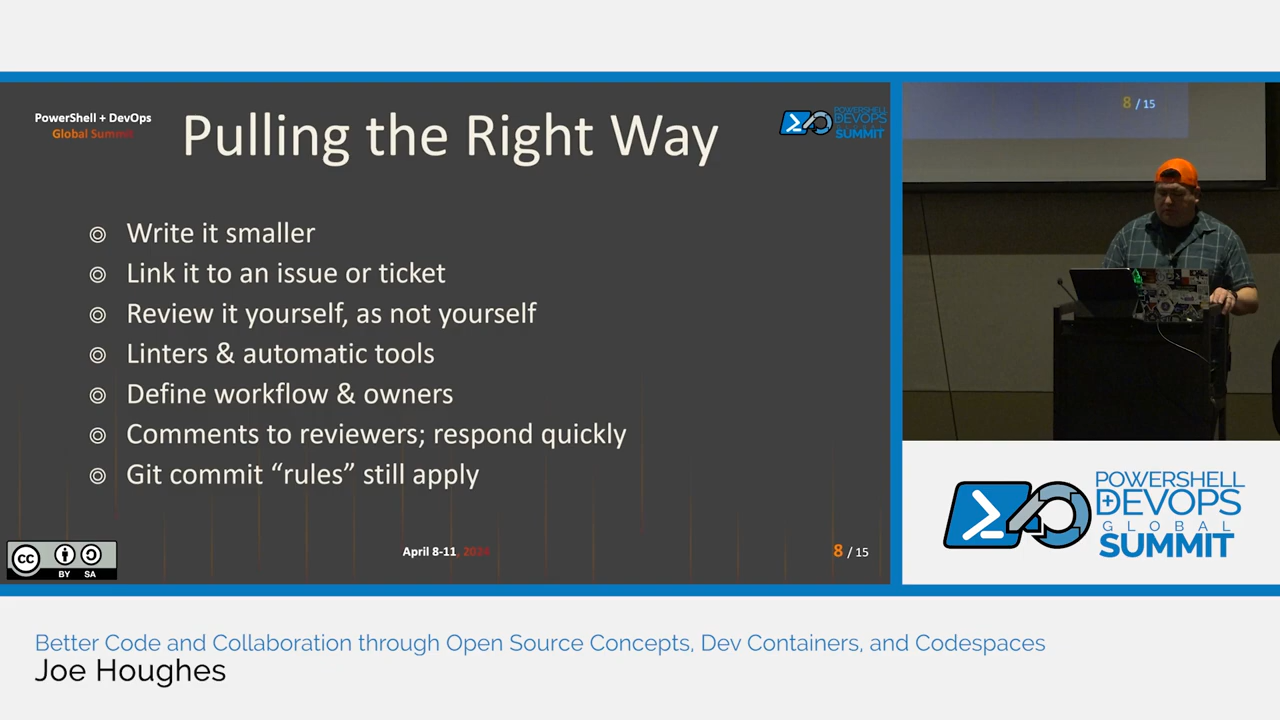 PowerShell + DevOps
Global Summit
Pulling the Right Way
POWERSHELL
DEVOPS
SUMMIT
Write it smaller
Link it to an issue or ticket
Review it yourself, as not yourself
Linters & automatic tools
Define workflow & owners
Comments to reviewers; respond quickly
Git commit “rules” still apply
CC BY SA
April 8-11, 2024
8 / 15
8 / 15
POWERSHELL
+DEVOPS
GLOBAL
SUMMIT
Better Code and Collaboration through Open Source Concepts, Dev Containers, and Codespaces
Joe Houghes